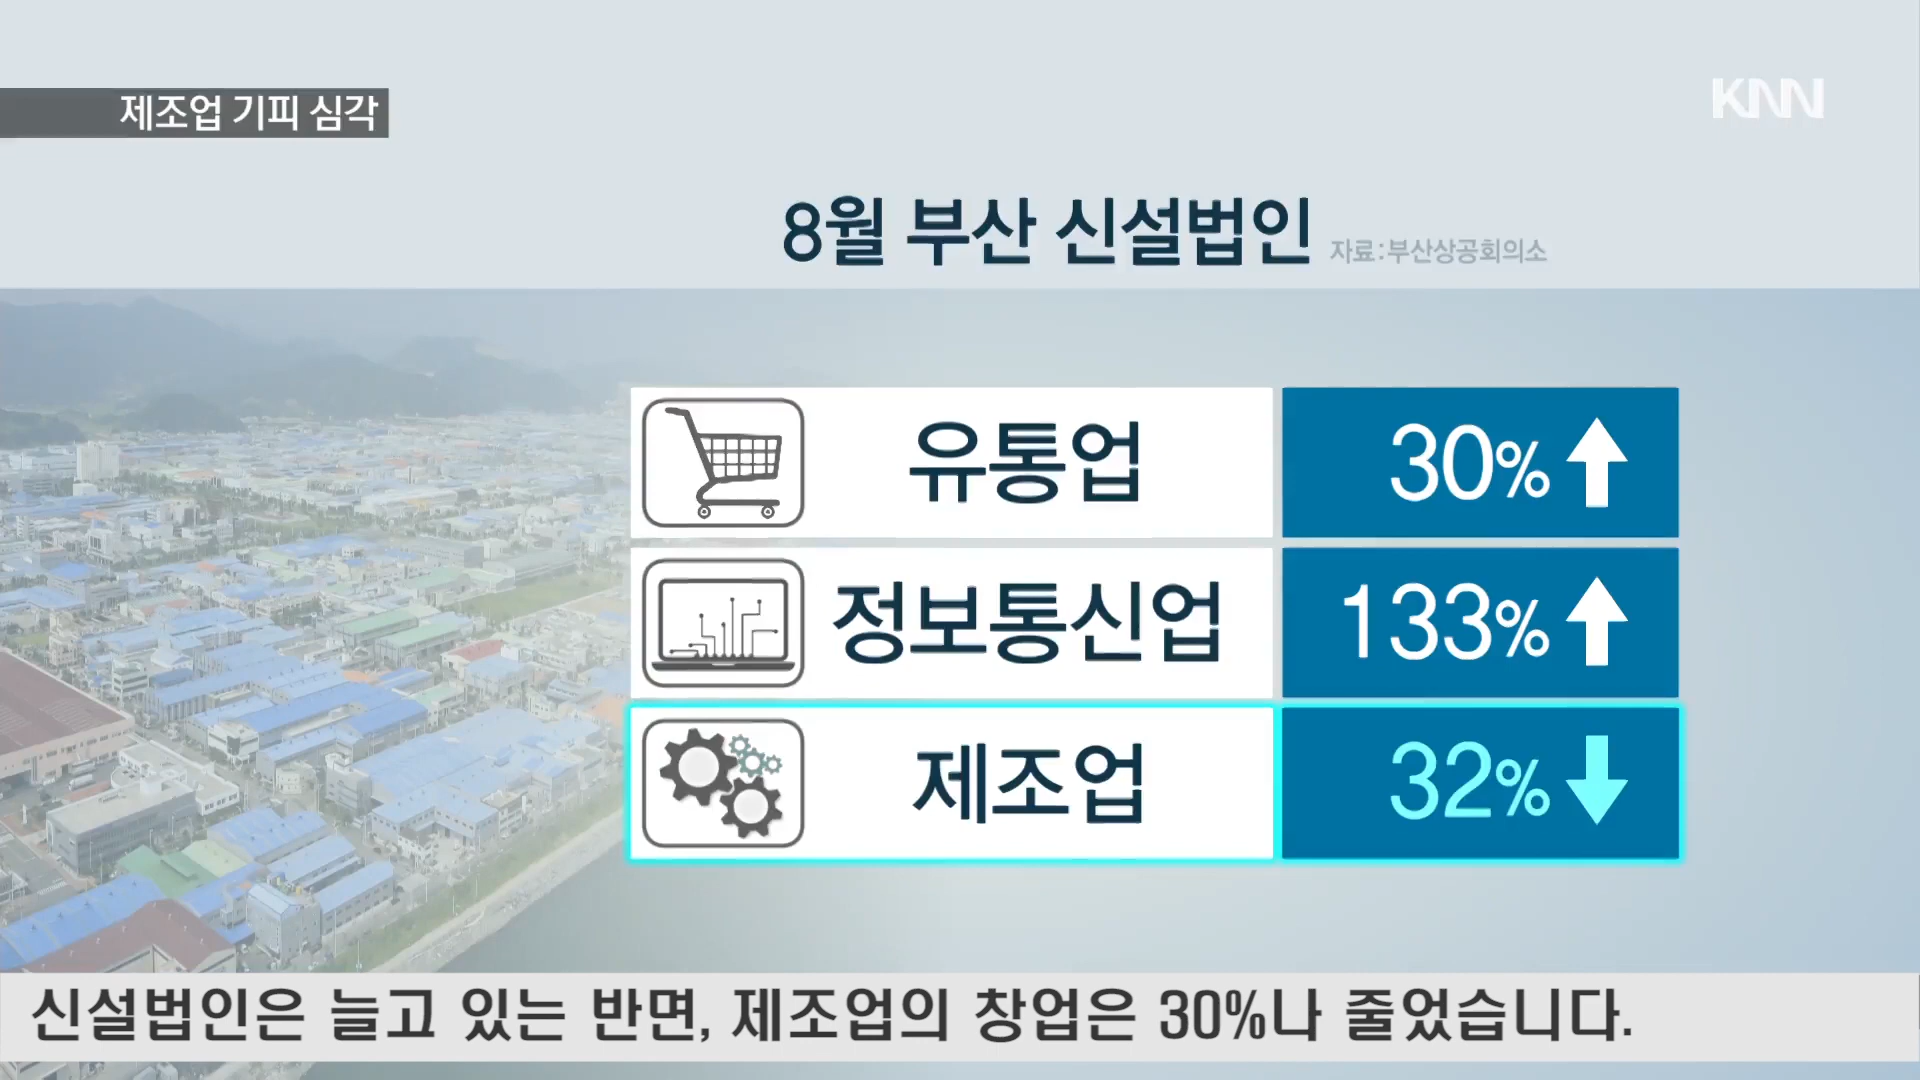 제조업 기피 심각
KNN
8월 부산 신설법인 자료:부산상공회의소
유통업 30%
정보통신업 133%
제조업 32%
신설법인은 늘고 있는 반면, 제조업의 창업은 30%나 줄었습니다.